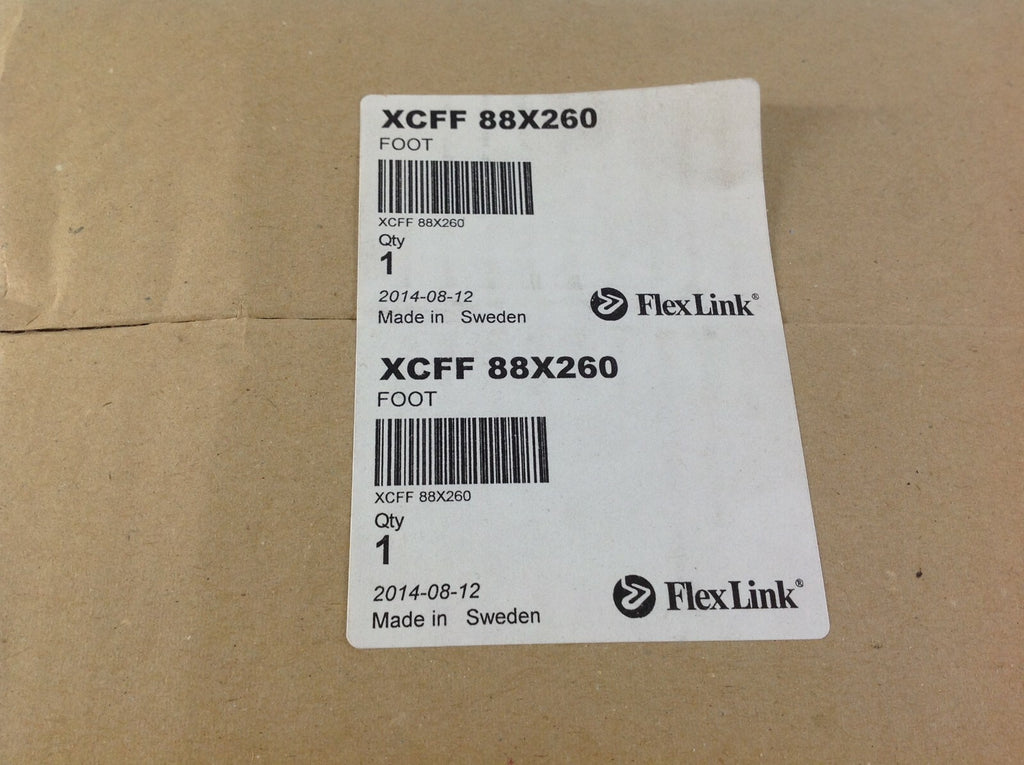 XCFF 88X260
FOOT
XCFF 88X260
Qty
1
2014-08-12
Made in Sweden
FlexLink®
XCFF 88X260
FOOT
XCFF 88X260
Qty
1
2014-08-12
Made in Sweden
FlexLink®